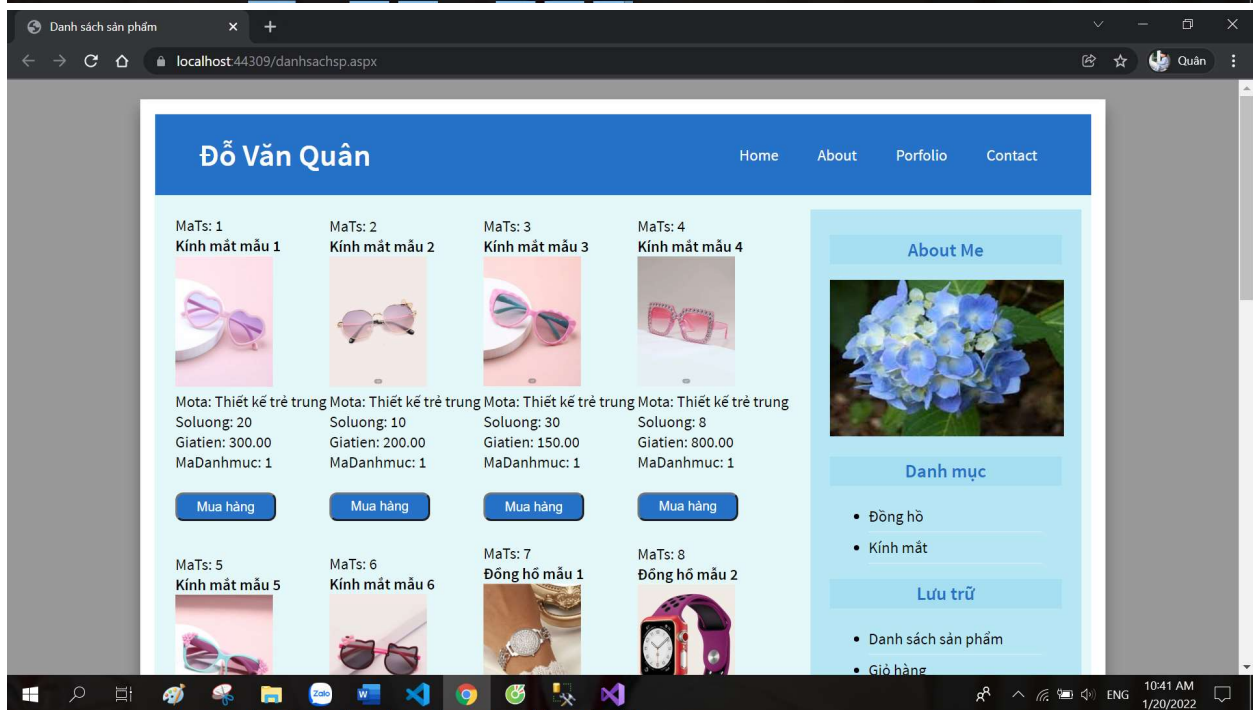 Danh sách sản phẩm
localhost:44309/danhsachsp.aspx
Quân
Đỗ Văn Quân
Home About Porfolio Contact
MaTs: 1
Kính mắt mẫu 1
Mota: Thiết kế trẻ trung
Soluong: 20
Giatien: 300.00
MaDanhmuc: 1
Mua hàng
MaTs: 2
Kính mắt mẫu 2
Mota: Thiết kế trẻ trung
Soluong: 10
Giatien: 200.00
MaDanhmuc: 1
Mua hàng
MaTs: 3
Kính mắt mẫu 3
Mota: Thiết kế trẻ trung
Soluong: 30
Giatien: 150.00
MaDanhmuc: 1
Mua hàng
MaTs: 4
Kính mắt mẫu 4
Mota: Thiết kế trẻ trung
Soluong: 8
Giatien: 800.00
MaDanhmuc: 1
Mua hàng
MaTs: 5
Kính mắt mẫu 5
MaTs: 6
Kính mắt mẫu 6
MaTs: 7
Đồng hồ mẫu 1
MaTs: 8
Đồng hồ mẫu 2
About Me
Danh mục
Đồng hồ
Kính mắt
Lưu trữ
Danh sách sản phẩm
Giỏ hàng
Zalo
ENG
10:41 AM
1/20/2022